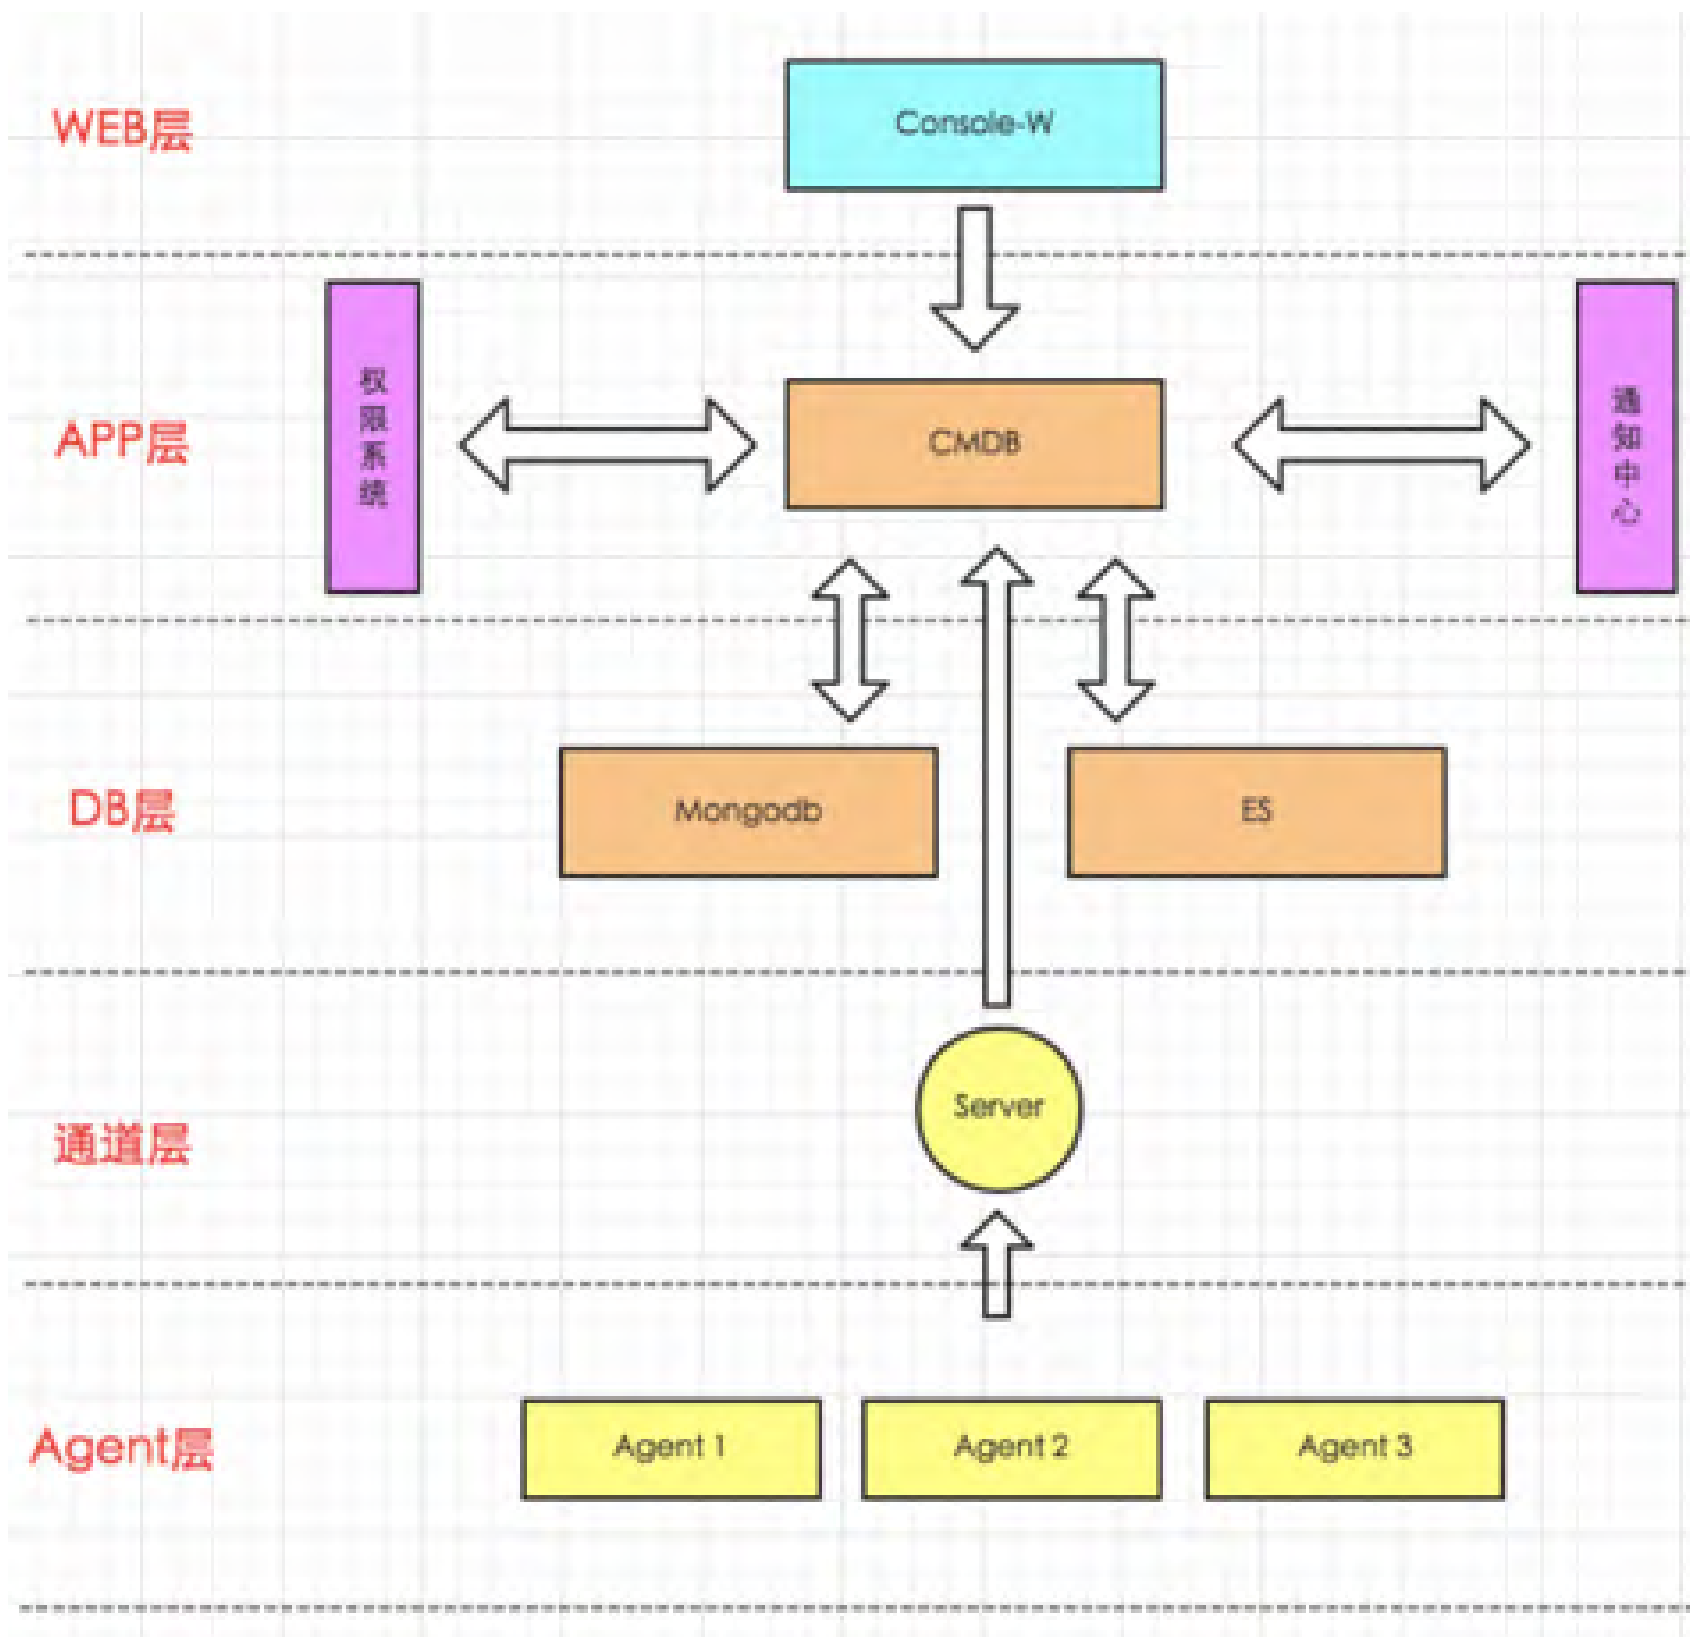 WEB层
Console-W
权限系统
APP层
CMDB
通知中心
DB层
Mongodb
ES
通道层
Server
Agent层
Agent 1
Agent 2
Agent 3